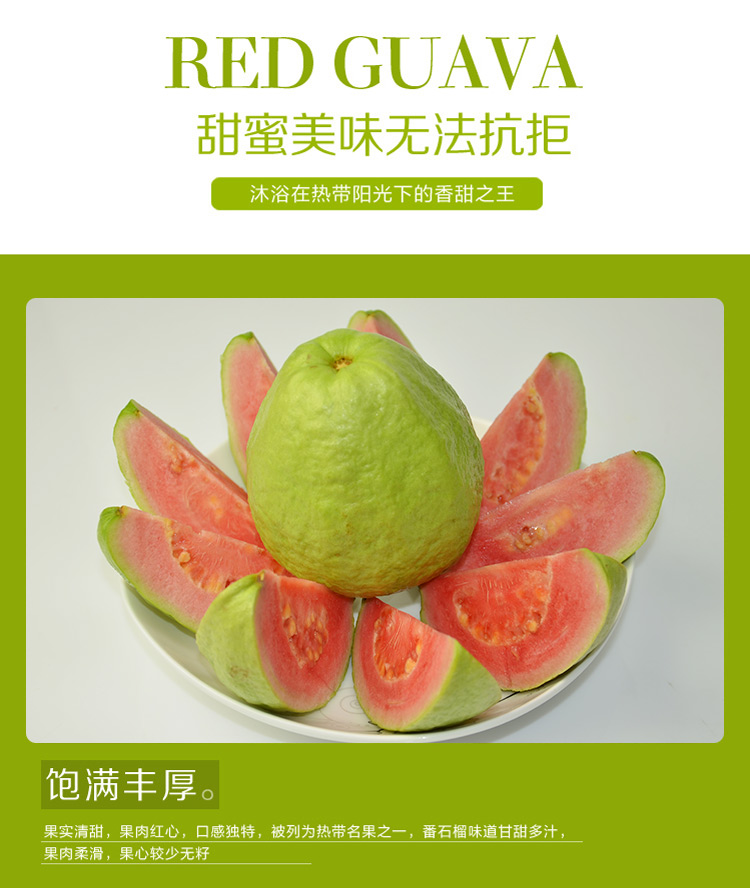 RED GUAVA
甜蜜美味无法抗拒
沐浴在热带阳光下的香甜之王
饱满丰厚。
果实清甜，果肉红心，口感独特，被列为热带名果之一，番石榴味道甘甜多汁，
果肉柔滑，果心较少无籽